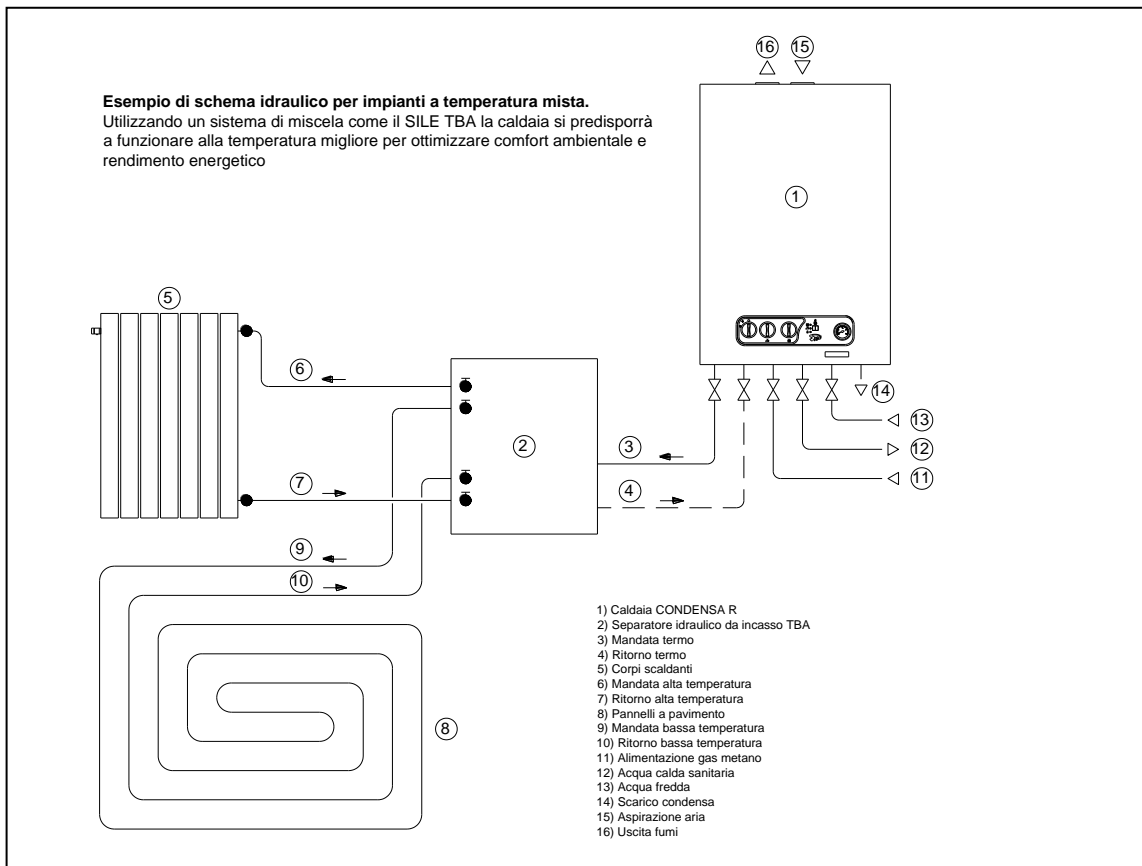 16
15
Esempio di schema idraulico per impianti a temperatura mista.
Utilizzando un sistema di miscela come il SILE TBA la caldaia si predisporrà
a funzionare alla temperatura migliore per ottimizzare comfort ambientale e
rendimento energetico
1
5
6
14
13
2
3
12
7
4
11
9
10
8
1) Caldaia CONDENSA R
2) Separatore idraulico da incasso TBA
3) Mandata termo
4) Ritorno termo
5) Corpi scaldanti
6) Mandata alta temperatura
7) Ritorno alta temperatura
8) Pannelli a pavimento
9) Mandata bassa temperatura
10) Ritorno bassa temperatura
11) Alimentazione gas metano
12) Acqua calda sanitaria
13) Acqua fredda
14) Scarico condensa
15) Aspirazione aria
16) Uscita fumi